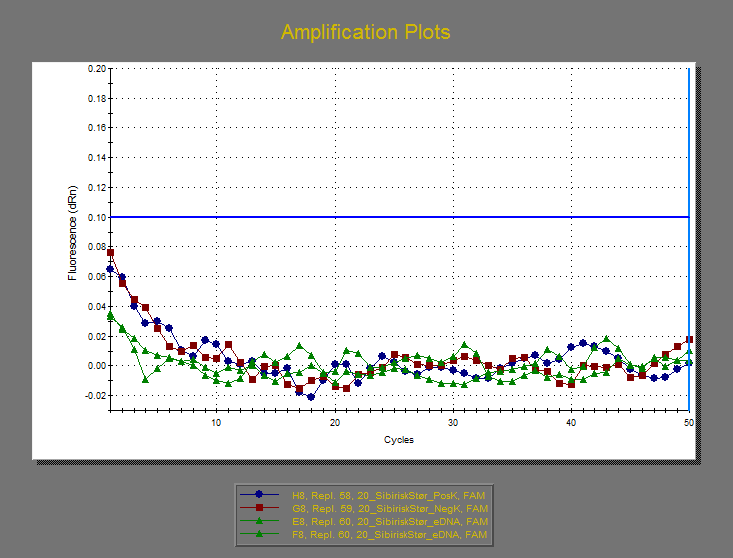 Amplification Plots
0.20
0.18
0.16
0.14
0.12
0.10
0.08
0.06
0.04
0.02
0.00
-0.02
Fluorescence (dRn)
10
20
30
40
50
Cycles
H8, Repl. 58, 20_SibiriskStør_PosK, FAM
G8, Repl. 59, 20_SibiriskStør_NegK, FAM
E8, Repl. 60, 20_SibiriskStør_eDNA, FAM
F8, Repl. 60, 20_SibiriskStør_eDNA, FAM